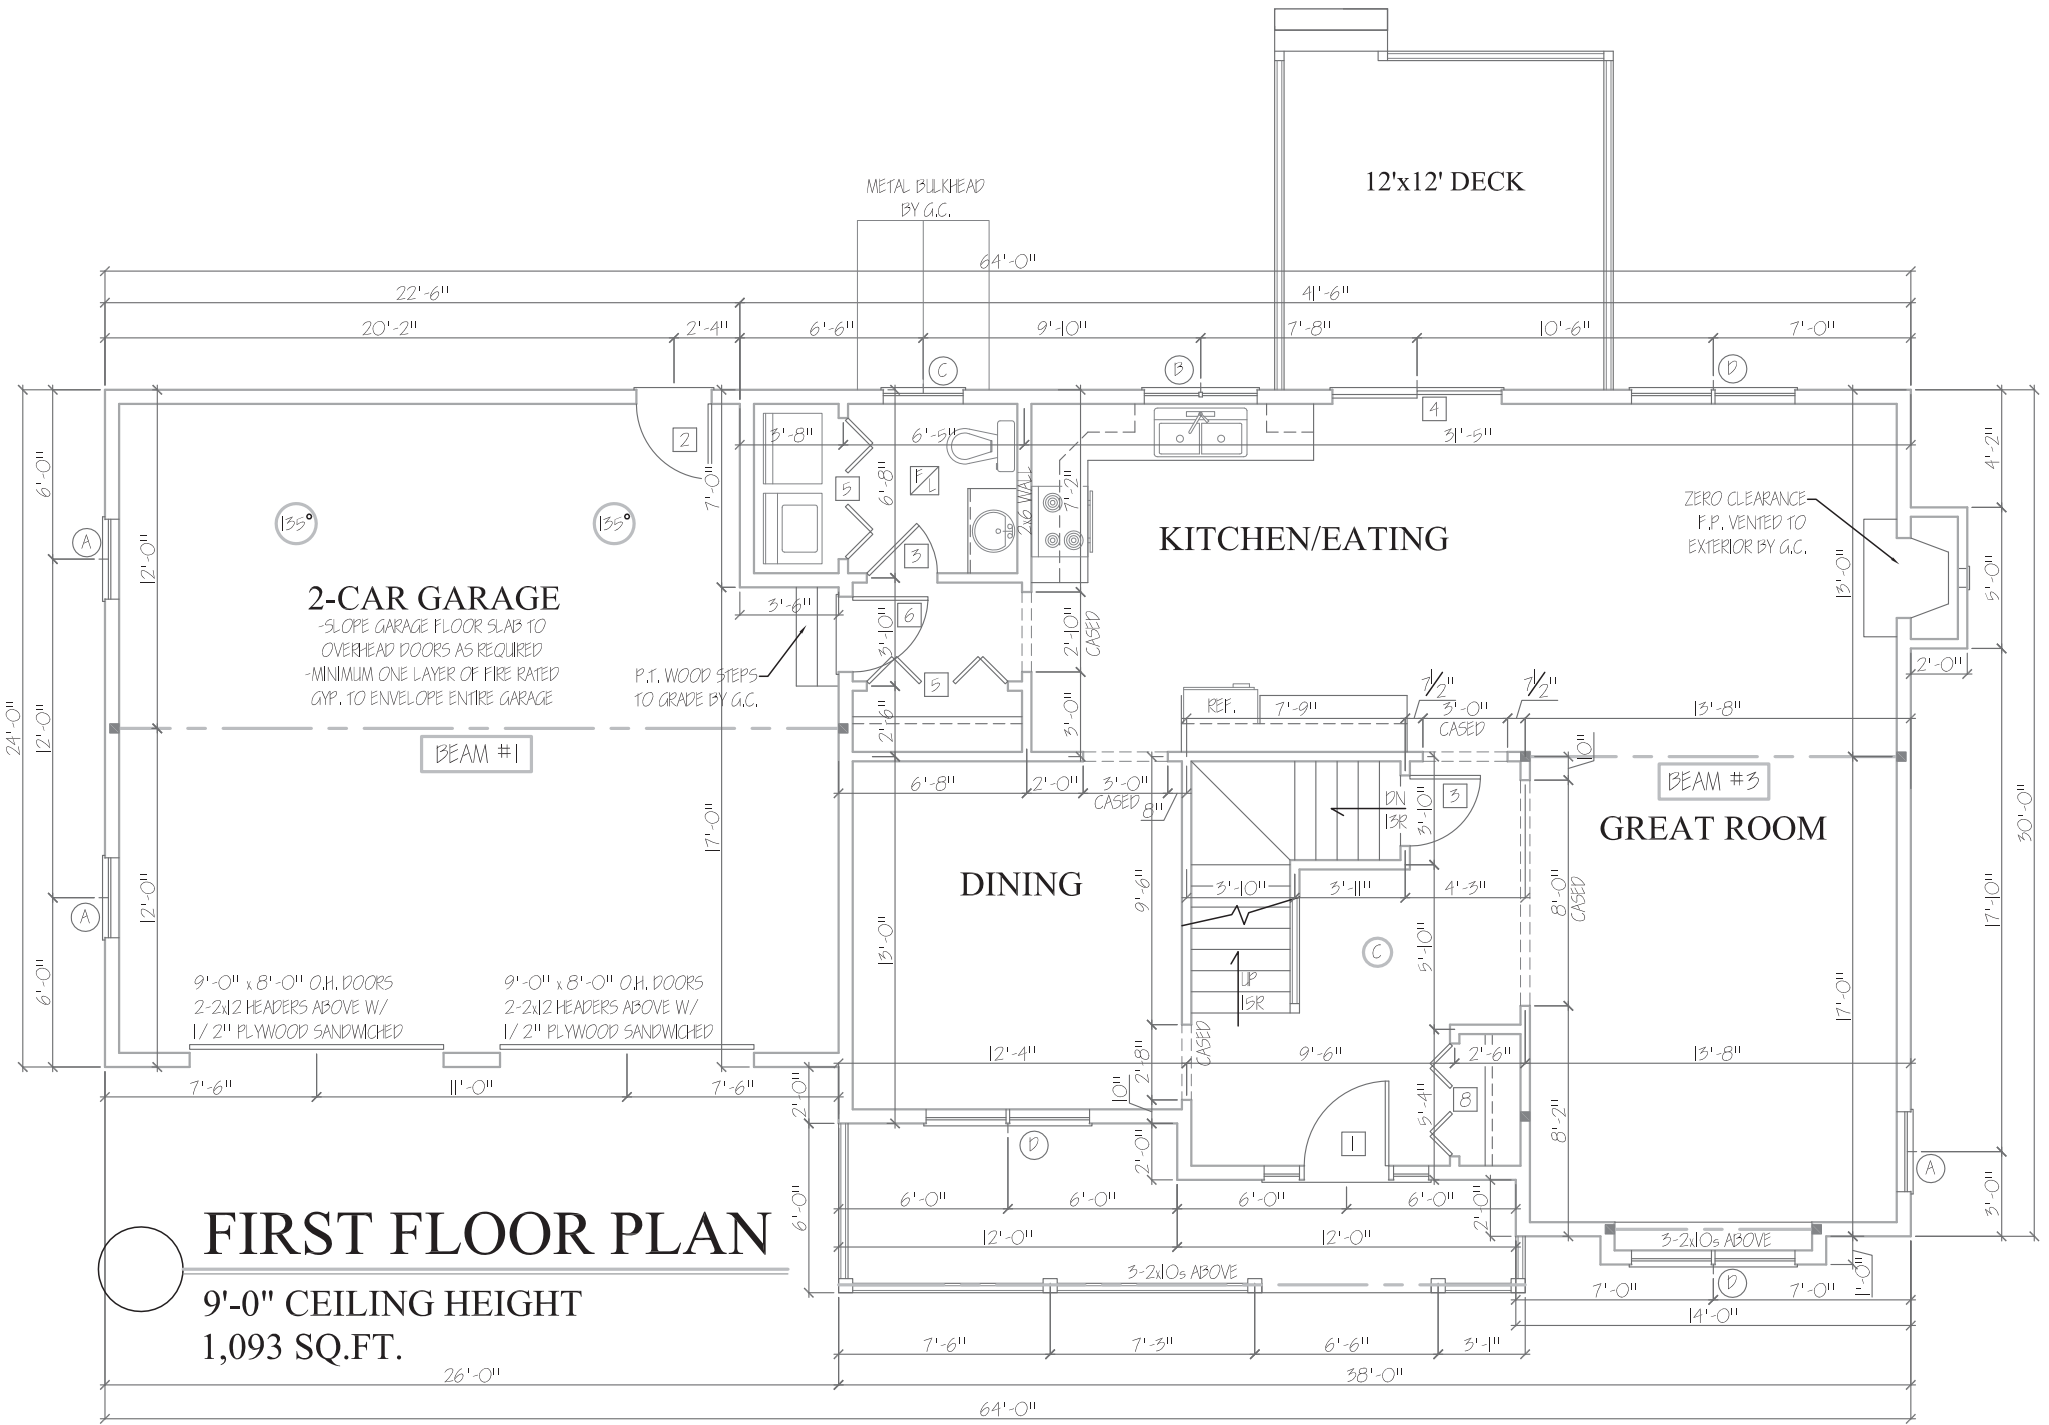 12'x12' DECK
METAL BULKHEAD
BY G.C.
64'-0"
22'-6"
41'-6"
20'-2"
2'-4"
6'-6"
9'-10"
7'-8"
10'-6"
7'-0"
C
B
D
4
2
3'-8"
6'-5"
31'-5"
6'-0"
4'-2"
7'-0"
6'-8"
7'-2"
F/L
5
2x6 WALL
ZERO CLEARANCE
F.P. VENTED TO
EXTERIOR BY G.C.
135°
135°
A
12'-0"
KITCHEN/EATING
3
13'-0"
5'-0"
2-CAR GARAGE
-SLOPE GARAGE FLOOR SLAB TO
OVERHEAD DOORS AS REQUIRED
-MINIMUM ONE LAYER OF FIRE RATED
GYP. TO ENVELOPE ENTIRE GARAGE
3'-6"
6
3'-10"
2'-10"
CASED
P.T. WOOD STEPS
TO GRADE BY G.C.
5
2'-0"
7 1/2"
7 1/2"
REF.
7'-9"
3'-0"
CASED
13'-8"
24'-0"
12'-0"
2'-6"
3'-0"
10"
BEAM #1
BEAM #3
6'-8"
2'-0"
3'-0"
CASED
8"
DN
13R
3'-10"
3
30'-0"
17'-0"
GREAT ROOM
DINING
9'-6"
3'-10"
3'-11"
4'-3"
8'-0"
CASED
12'-0"
A
17'-10"
13'-0"
C
5'-10"
UP
15R
6'-0"
9'-0" x 8'-0" O.H. DOORS
2-2x12 HEADERS ABOVE W/
1/2" PLYWOOD SANDWICHED
9'-0" x 8'-0" O.H. DOORS
2-2x12 HEADERS ABOVE W/
1/2" PLYWOOD SANDWICHED
17'-0"
12'-4"
2'-8"
CASED
9'-6"
2'-6"
13'-8"
7'-6"
11'-0"
7'-6"
2'-0"
10"
5'-4"
8
8'-2"
D
1
2'-0"
A
6'-0"
6'-0"
6'-0"
6'-0"
6'-0"
2'-0"
3'-0"
12'-0"
12'-0"
3-2x10s ABOVE
3-2x10s ABOVE
D
7'-0"
7'-0"
1'-0"
14'-0"
FIRST FLOOR PLAN
9'-0" CEILING HEIGHT
1,093 SQ.FT.
7'-6"
7'-3"
6'-6"
3'-1"
26'-0"
38'-0"
64'-0"